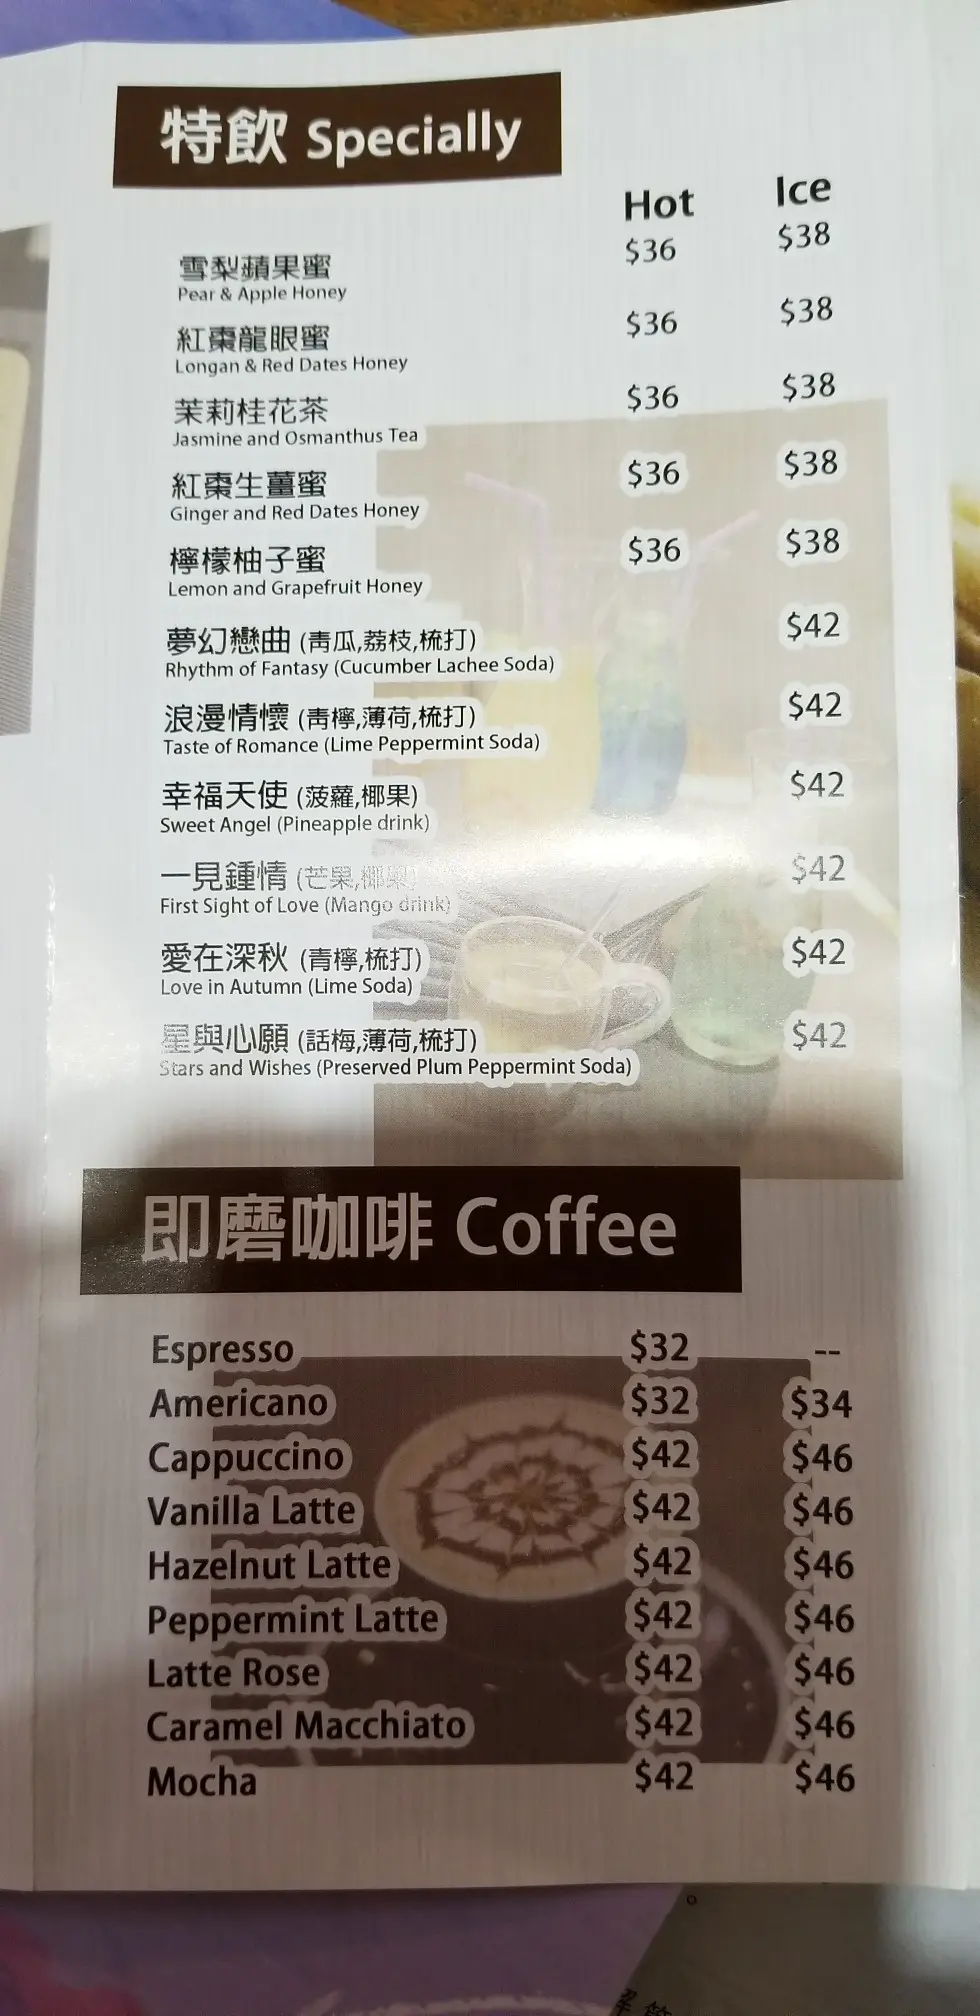 特飲 Specially
Hot Ice
雪梨蘋果蜜 $36 $38
Pear & Apple Honey
紅棗龍眼蜜 $36 $38
Longan & Red Dates Honey
茉莉桂花茶 $36 $38
Jasmine and Osmanthus Tea
紅棗生薑蜜 $36 $38
Ginger and Red Dates Honey
檸檬柚子蜜 $36 $38
Lemon and Grapefruit Honey
夢幻戀曲 (青瓜,荔枝,梳打) $42
Rhythm of Fantasy (Cucumber Lachee Soda)
浪漫情懷 (青檸,薄荷,梳打) $42
Taste of Romance (Lime Peppermint Soda)
幸福天使 (菠蘿,椰果) $42
Sweet Angel (Pineapple drink)
一見鍾情 (芒果,椰果) $42
First Sight of Love (Mango drink)
愛在深秋 (青檸,梳打) $42
Love in Autumn (Lime Soda)
星與心願 (話梅,薄荷,梳打) $42
Stars and Wishes (Preserved Plum Peppermint Soda)
即磨咖啡 Coffee
Espresso $32 --
Americano $32 $34
Cappuccino $42 $46
Vanilla Latte $42 $46
Hazelnut Latte $42 $46
Peppermint Latte $42 $46
Latte Rose $42 $46
Caramel Macchiato $42 $46
Mocha $42 $46